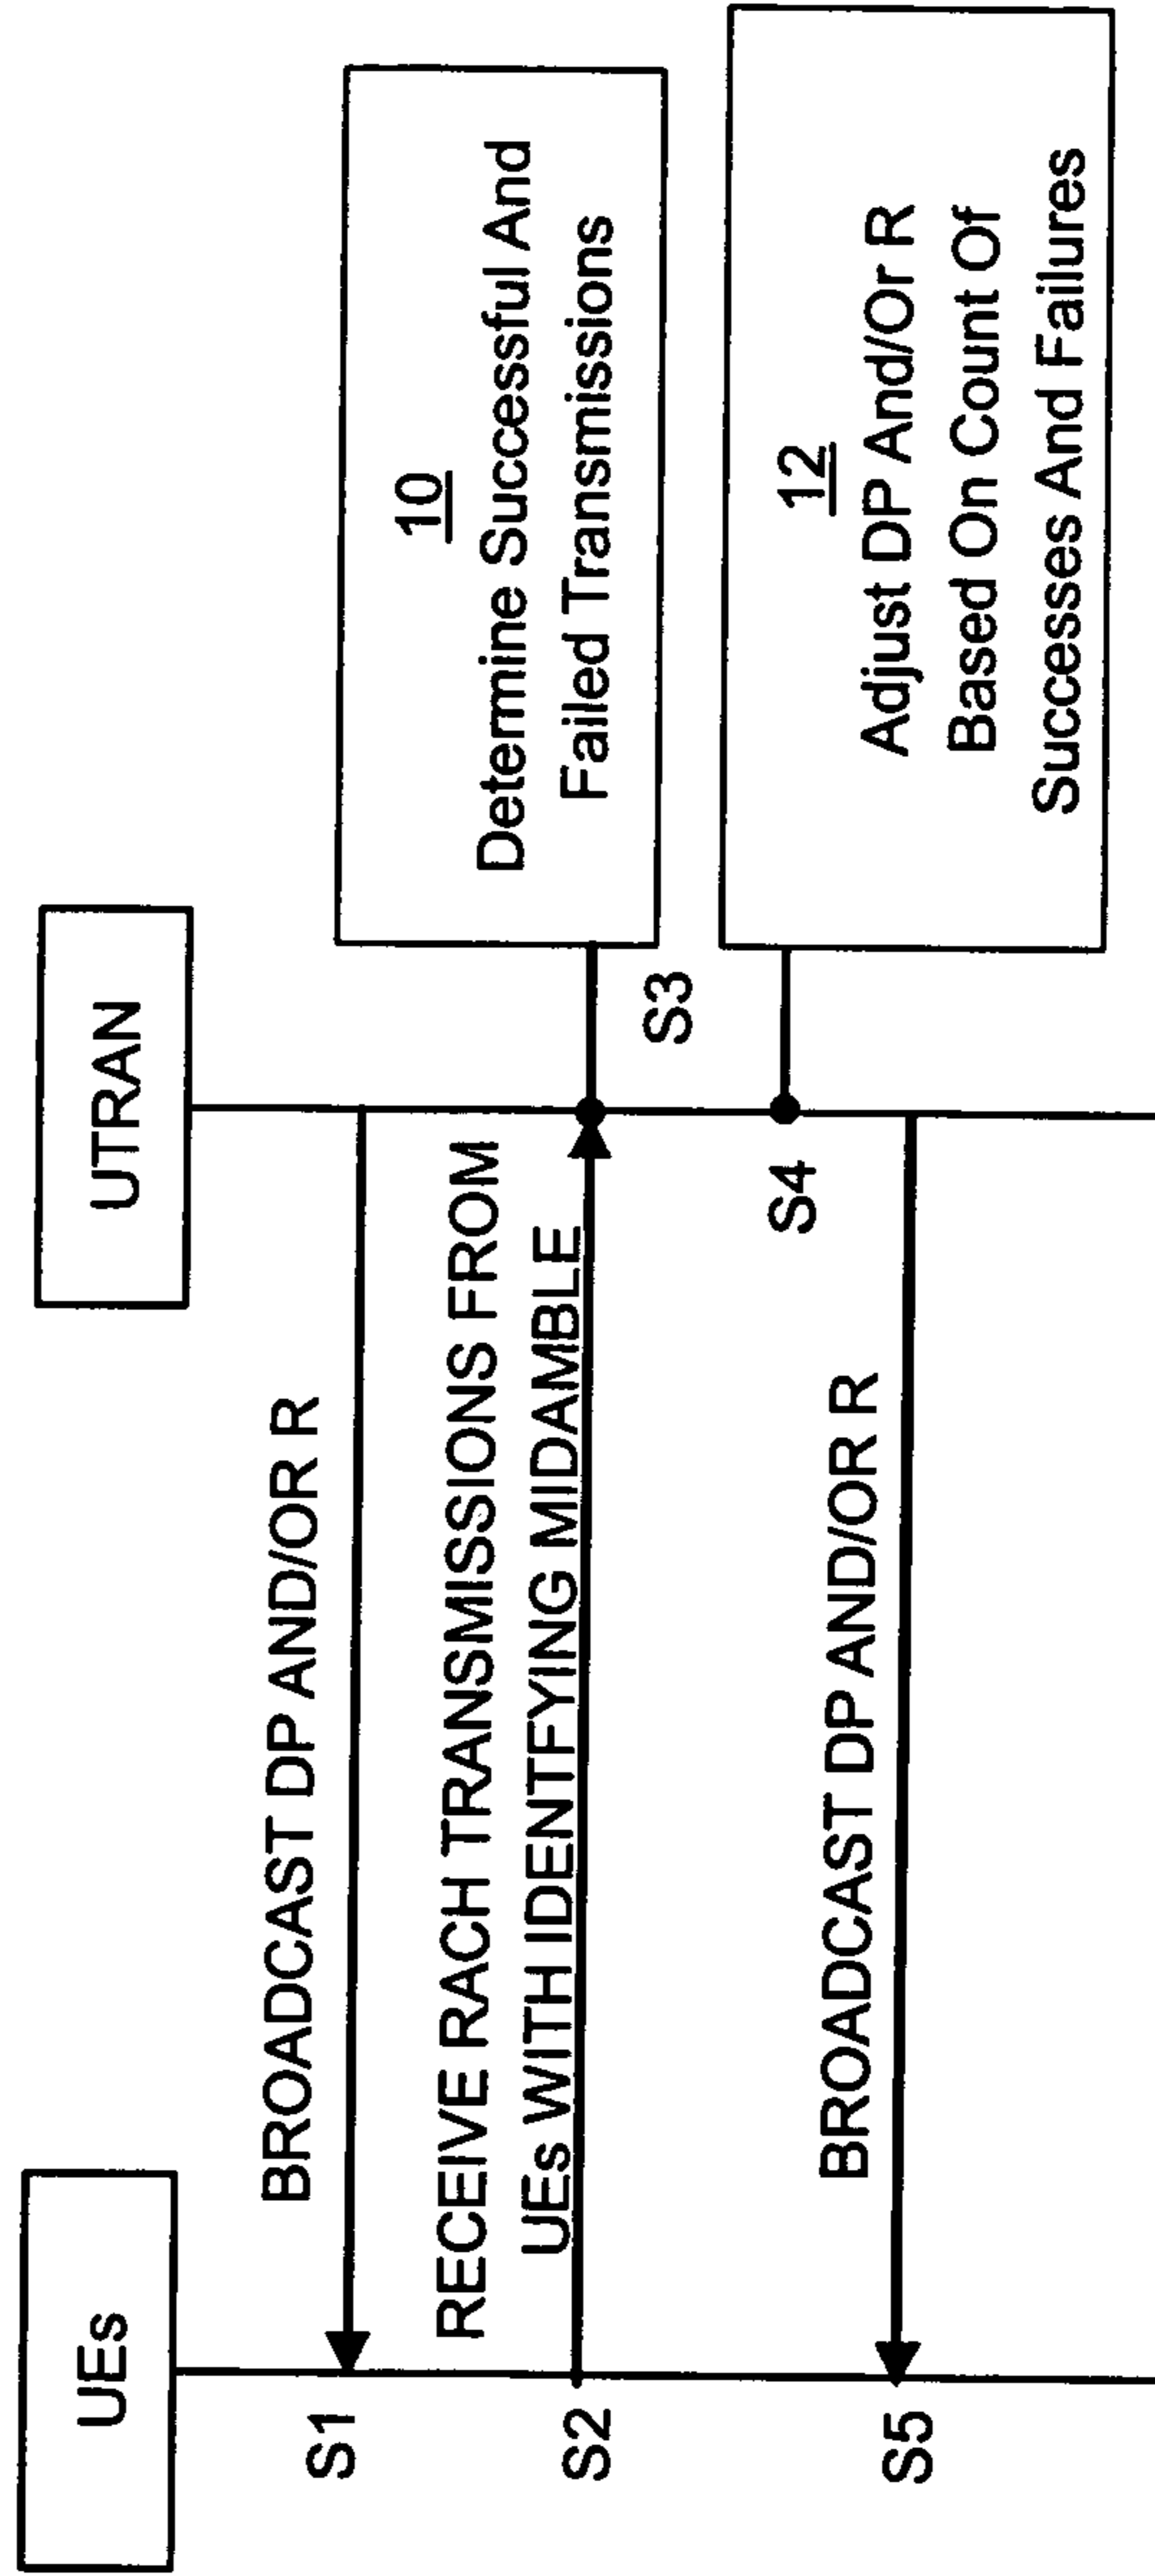 UEs
UTRAN
S1
BROADCAST DP AND/OR R
RECEIVE RACH TRANSMISSIONS FROM
UEs WITH IDENTFYING MIDAMBLE
S2
S3
10
Determine Successful And
Failed Transmissions
S4
12
Adjust DP And/Or R
Based On Count Of
Successes And Failures
BROADCAST DP AND/OR R
S5